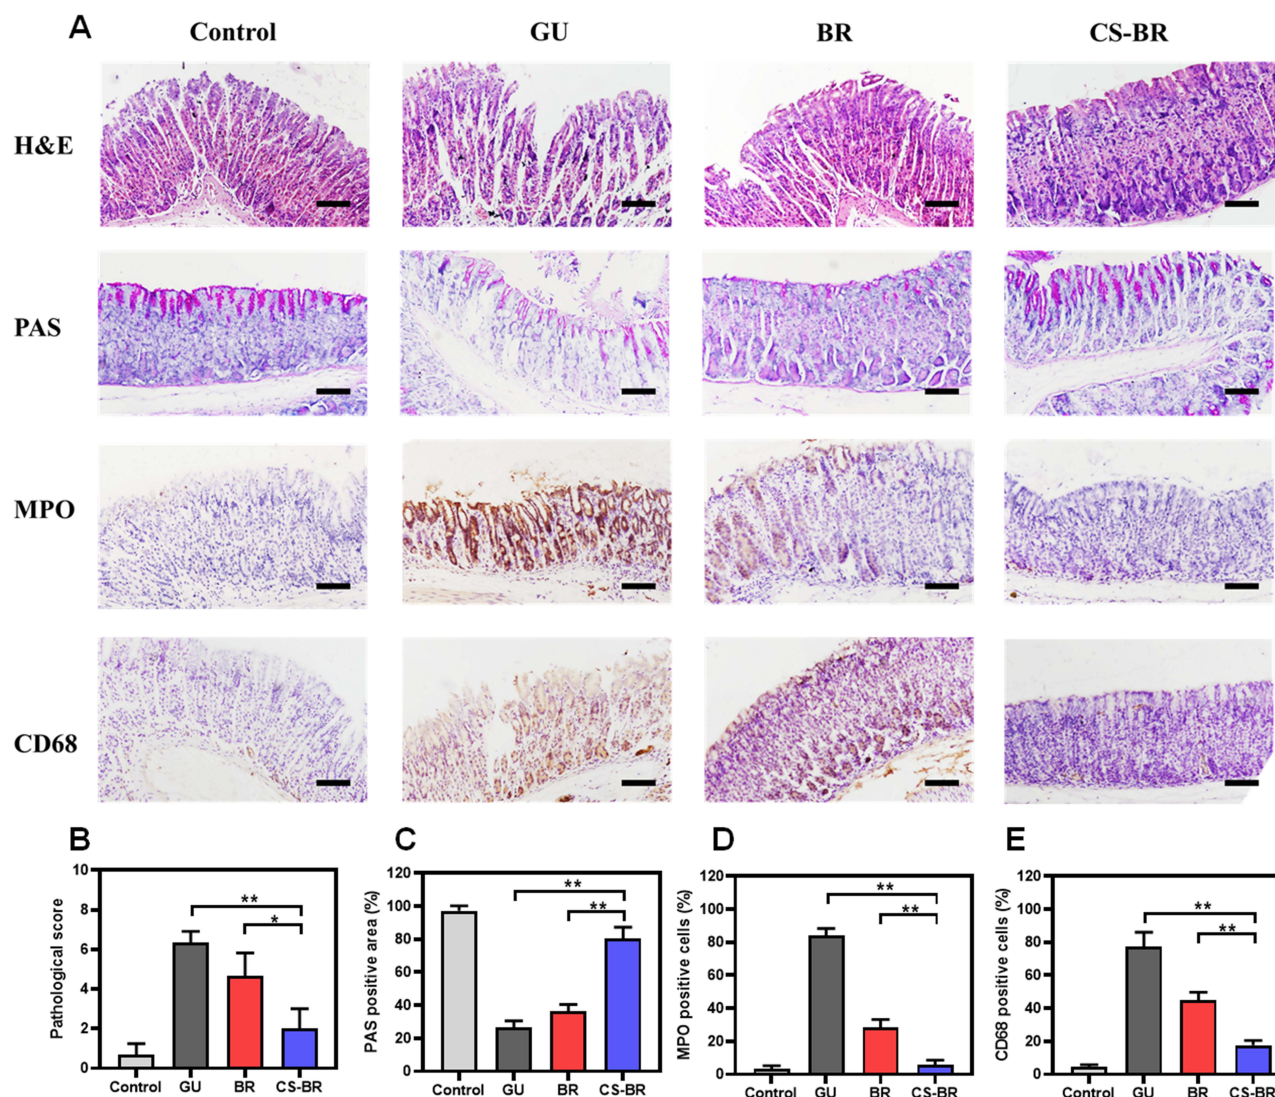 A
Control GU BR CS-BR
H&E
PAS
MPO
CD68
B
Pathological score
10
8
6
4
2
0
** 
*
Control GU BR CS-BR
C
PAS positive area (%)
120
100
80
60
40
20
0
**
**
Control GU BR CS-BR
D
MPO positive cells (%)
120
100
80
60
40
20
0
**
**
Control GU BR CS-BR
E
CD68 positive cells (%)
120
100
80
60
40
20
0
**
**
Control GU BR CS-BR